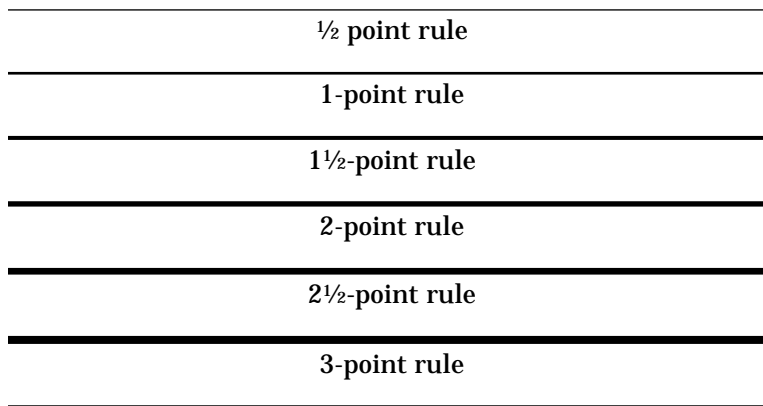 ½ point rule
1-point rule
1½-point rule
2-point rule
2½-point rule
3-point rule